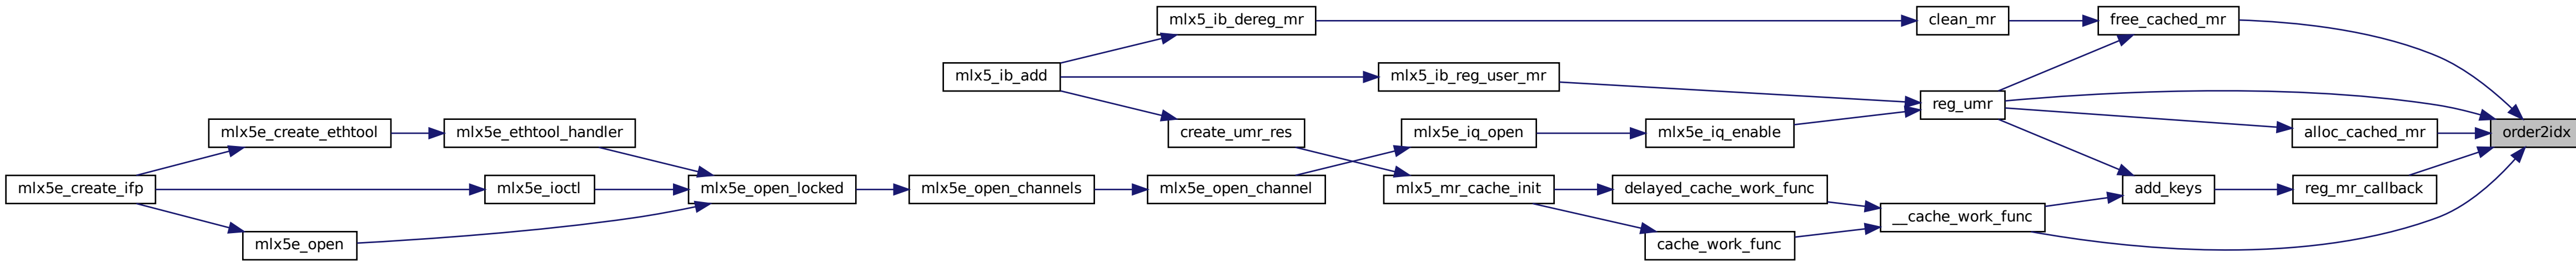 mlx5_ib_dereg_mr
clean_mr
free_cached_mr
mlx5_ib_add
mlx5_ib_reg_user_mr
reg_umr
mlx5e_create_ethtool
mlx5e_ethtool_handler
create_umr_res
mlx5e_iq_open
mlx5e_iq_enable
alloc_cached_mr
order2idx
mlx5e_create_ifp
mlx5e_ioctl
mlx5e_open_locked
mlx5e_open_channels
mlx5e_open_channel
mlx5_mr_cache_init
delayed_cache_work_func
add_keys
reg_mr_callback
__cache_work_func
mlx5e_open
cache_work_func